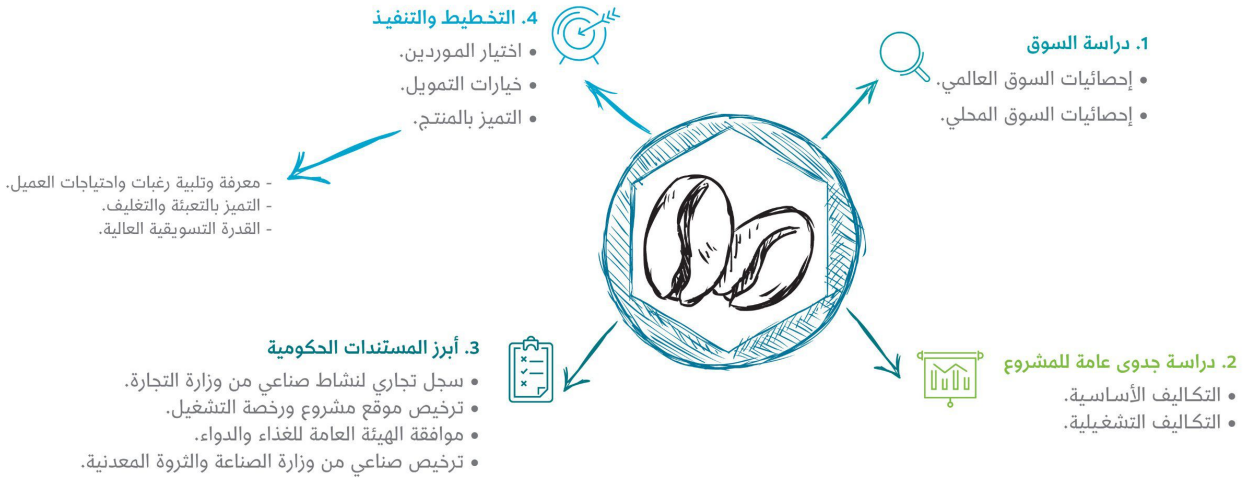 1. دراسة السوق
• إحصائيات السوق العالمي.
• إحصائيات السوق المحلي.
2. دراسة جدوى عامة للمشروع
• التكاليف الأساسية.
• التكاليف التشغيلية.
3. أبرز المستندات الحكومية
• سجل تجاري لنشاط صناعي من وزارة التجارة.
• ترخيص موقع مشروع ورخصة التشغيل.
• موافقة الهيئة العامة للغذاء والدواء.
• ترخيص صناعي من وزارة الصناعة والثروة المعدنية.
4. التخطيط والتنفيذ
• اختيار الموردين.
• خيارات التمويل.
• التميز بالمنتج.
- معرفة وتلبية رغبات واحتياجات العميل.
- التميز بالتعبئة والتغليف.
- القدرة التسويقية العالية.